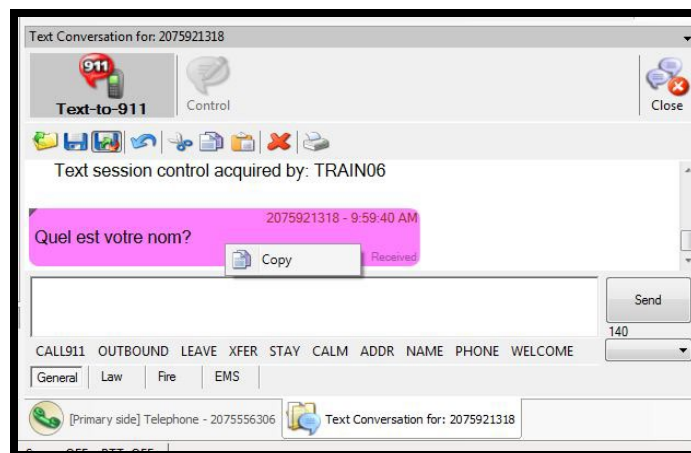 Text Conversation for: 2075921318
911
Text-to-911
Control
Close
Text session control acquired by: TRAIN06
2075921318 - 9:59:40 AM
Quel est votre nom?
Copy
Received
Send
140
CALL911 OUTBOUND LEAVE XFER STAY CALM ADDR NAME PHONE WELCOME
General Law Fire EMS
[Primary side] Telephone - 2075556306 Text Conversation for: 2075921318